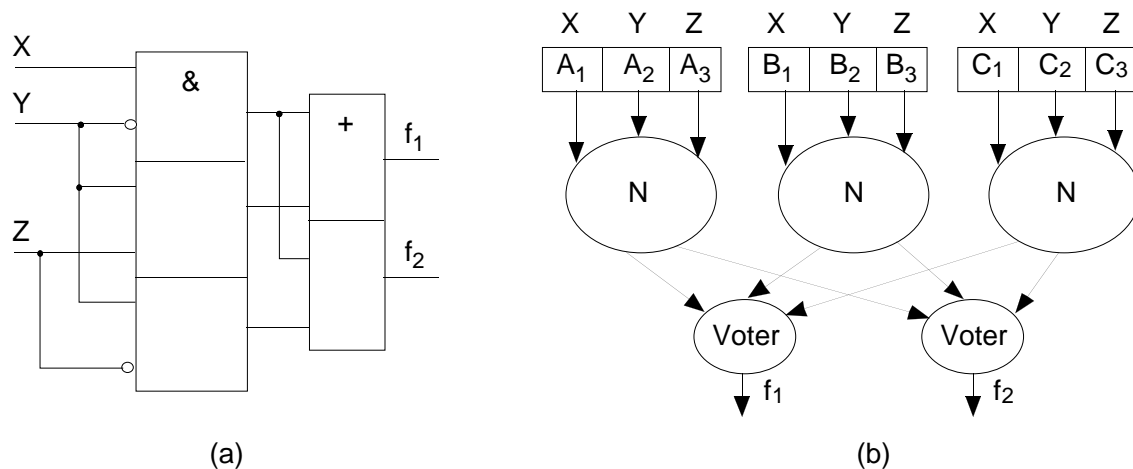 X
&
Y
Z
+
f1
f2
(a)
X Y Z X Y Z X Y Z
A1 A2 A3 B1 B2 B3 C1 C2 C3
N N N
Voter Voter
f1 f2
(b)